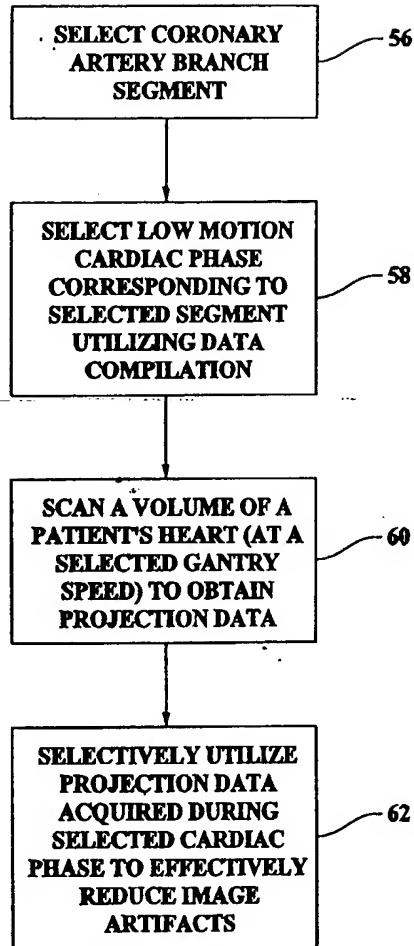 SELECT CORONARY
ARTERY BRANCH
SEGMENT
56
SELECT LOW MOTION
CARDIAC PHASE
CORRESPONDING TO
SELECTED SEGMENT
UTILIZING DATA
COMPILATION
58
SCAN A VOLUME OF A
PATIENT'S HEART (AT A
SELECTED GANTRY
SPEED) TO OBTAIN
PROJECTION DATA
60
SELECTIVELY UTILIZE
PROJECTION DATA
ACQUIRED DURING
SELECTED CARDIAC
PHASE TO EFFECTIVELY
REDUCE IMAGE
ARTIFACTS
62